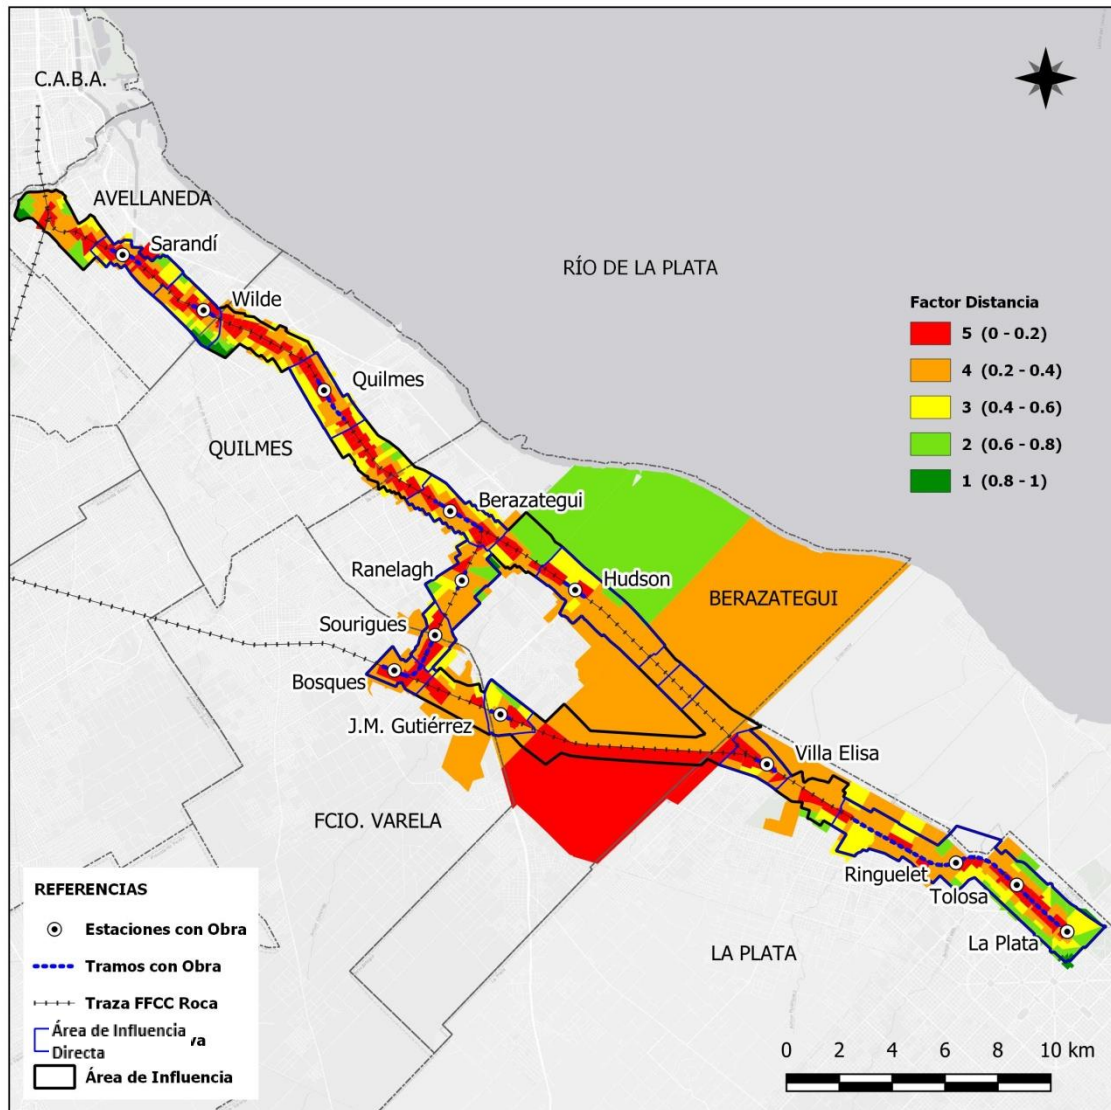 C.A.B.A.
AVELLANEDA
Sarandí
Wilde
RÍO DE LA PLATA
Factor Distancia
5 (0 - 0.2)
4 (0.2 - 0.4)
3 (0.4 - 0.6)
2 (0.6 - 0.8)
1 (0.8 - 1)
Quilmes
QUILMES
Berazategui
Ranelagh
Hudson
BERAZATEGUI
Sourigues
Bosques
J.M. Gutiérrez
Villa Elisa
FCIO. VARELA
Ringuelet
Tolosa
La Plata
LA PLATA
REFERENCIAS
Estaciones con Obra
Tramos con Obra
Traza FFCC Roca
Área de Influencia
Directa va
Área de Influencia
0 2 4 6 8 10 km